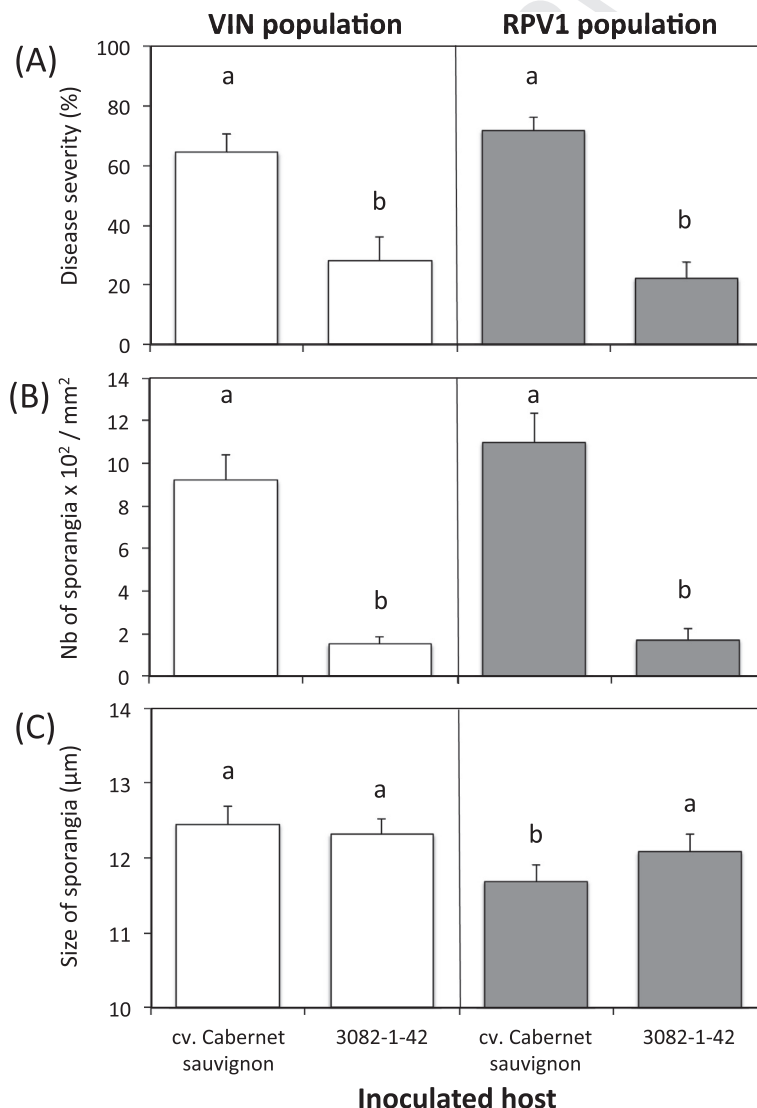 VIN population RPV1 population
(A)
Disease severity (%)
100
80
60
40
20
0
a
b
a
b
(B)
Nb of sporangia x 10² / mm²
14
12
10
8
6
4
2
0
a
b
a
b
(C)
Size of sporangia (µm)
14
13
12
11
10
a
a
b
a
cv. Cabernet
sauvignon
3082-1-42
cv. Cabernet
sauvignon
3082-1-42
Inoculated host